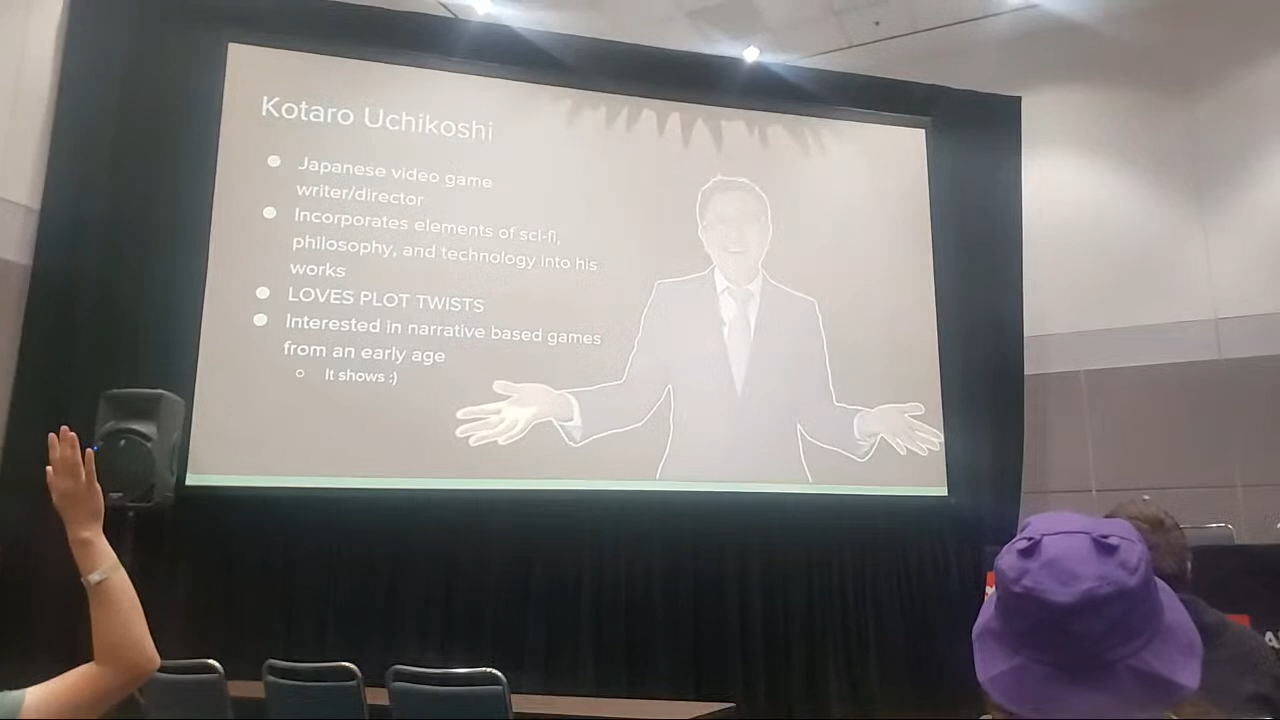 Kotaro Uchikoshi
Japanese video game
writer/director
Incorporates elements of sci-fi,
philosophy, and technology into his
works
LOVES PLOT TWISTS
Interested in narrative based games
from an early age
It shows :)